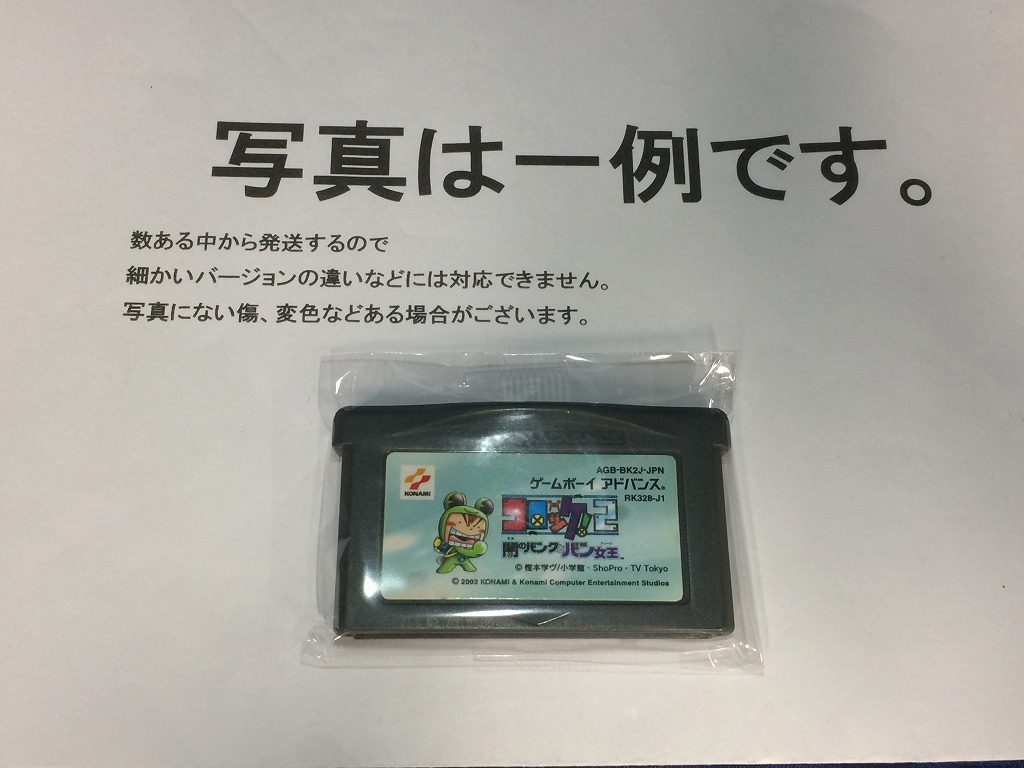 写真は一例です。
数ある中から発送するので
細かいバージョンの違いなどには対応できません。
写真にない傷、変色などある場合がございます。
KONAMI
AGB-BK2J-JPN
ゲームボーイ アドバンス®
RK328-J1
コロッケ!2
闇のバンクとバン女王™
© 樫本学ヴ/小学館・ShoPro・TV Tokyo
© 2003 KONAMI & Konami Computer Entertainment Studios